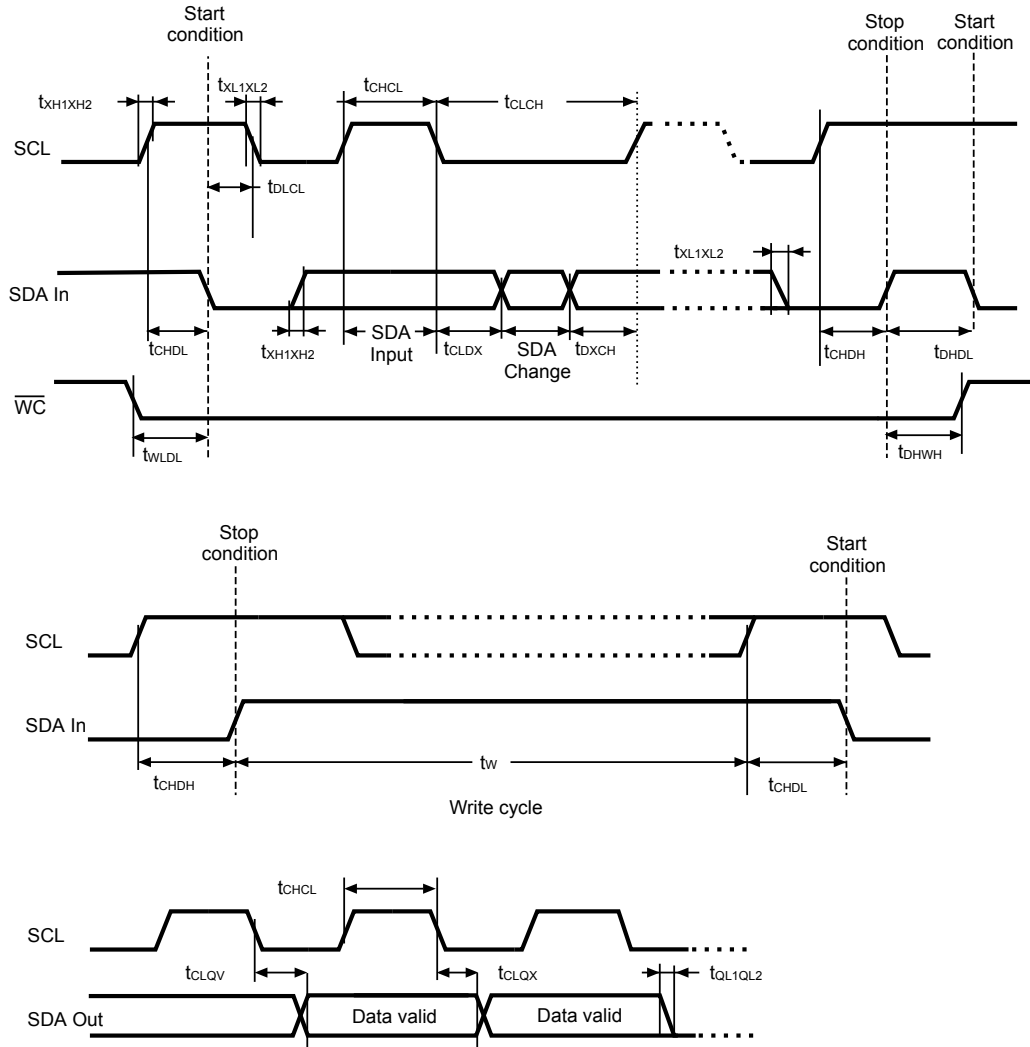 Start
condition
Stop
condition
Start
condition
tXH1XH2
tXL1XL2
tCHCL
tCLCH
SCL
tDLCL
tXL1XL2
SDA In
tCHDL
tXH1XH2
SDA
Input
tCLDX
SDA
Change
tDXCH
tCHDH
tDHDL
WC
tWLDL
tDHWH
Stop
condition
Start
condition
SCL
SDA In
tCHDH
tW
tCHDL
Write cycle
tCHCL
SCL
tCLQV
tCLQX
tQL1QL2
SDA Out
Data valid
Data valid